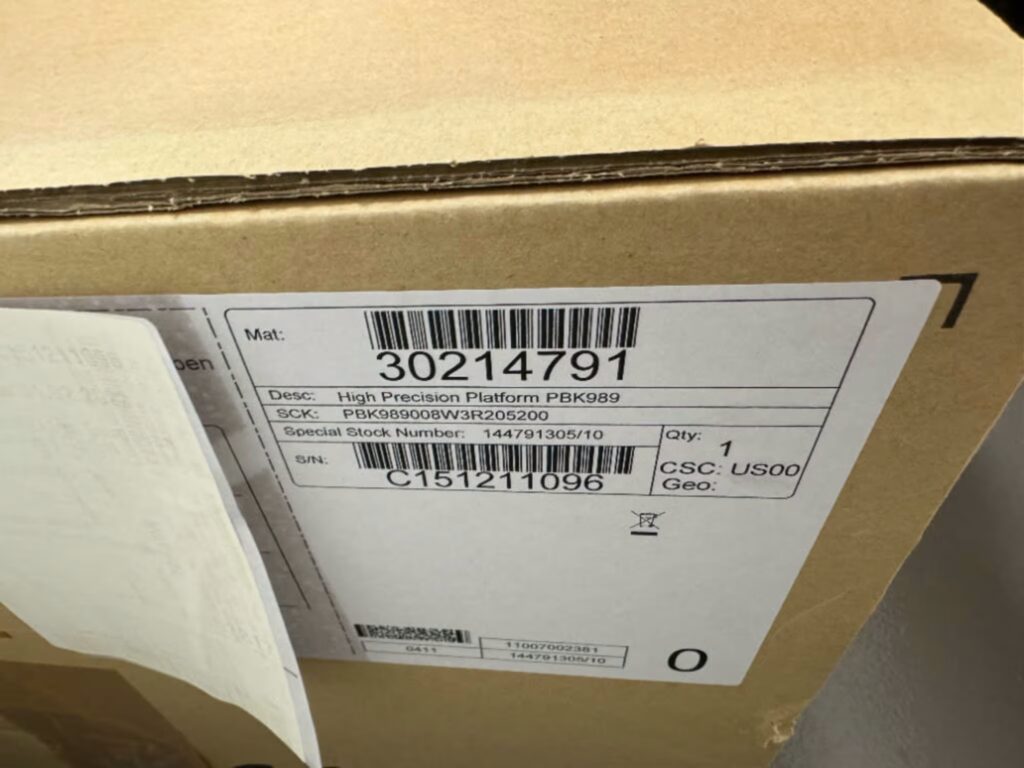 Mat:
30214791
Desc: High Precision Platform PBK989
SCK: PBK989008W3R205200
Special Stock Number: 144791305/10
S/N:
C151211096
Qty:
1
CSC: US00
Geo:
0411
11007002381
144791305/10
O